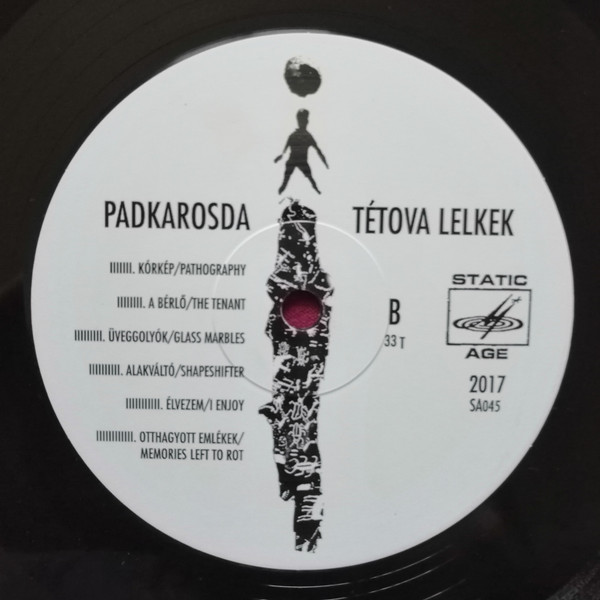 PADKAROSDA
TÉTOVA LELKEK
IIIIIII. KÓRKÉP/PATHOGRAPHY
IIIIIIII. A BÉRLŐ/THE TENANT
IIIIIIIII. ÜVEGGOLYÓK/GLASS MARBLES
IIIIIIIIII. ALAKVÁLTÓ/SHAPESHIFTER
IIIIIIIIIII. ÉLVEZEM/I ENJOY
IIIIIIIIIIII. OTTHAGYOTT EMLÉKEK/
MEMORIES LEFT TO ROT
B
33 T
STATIC
AGE
2017
SA045